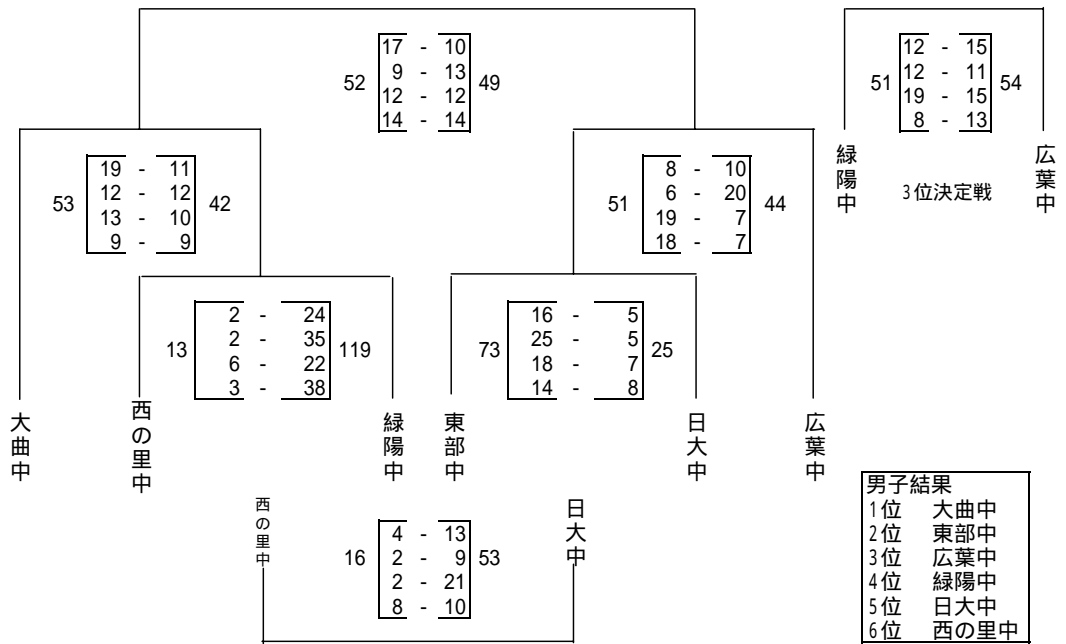 17 - 10
52 9 - 13 49
12 - 12
14 - 14
12 - 15
51 12 - 11 54
19 - 15
8 - 13
緑陽中
広葉中
3位決定戦
19 - 11
53 12 - 12 42
13 - 10
9 - 9
8 - 10
51 6 - 20 44
19 - 7
18 - 7
2 - 24
13 2 - 35 119
6 - 22
3 - 38
16 - 5
73 25 - 5 25
18 - 7
14 - 8
大曲中
西の里中
緑陽中
東部中
日大中
広葉中
西の里中
日大中
4 - 13
16 2 - 9 53
2 - 21
8 - 10
男子結果
1位 大曲中
2位 東部中
3位 広葉中
4位 緑陽中
5位 日大中
6位 西の里中